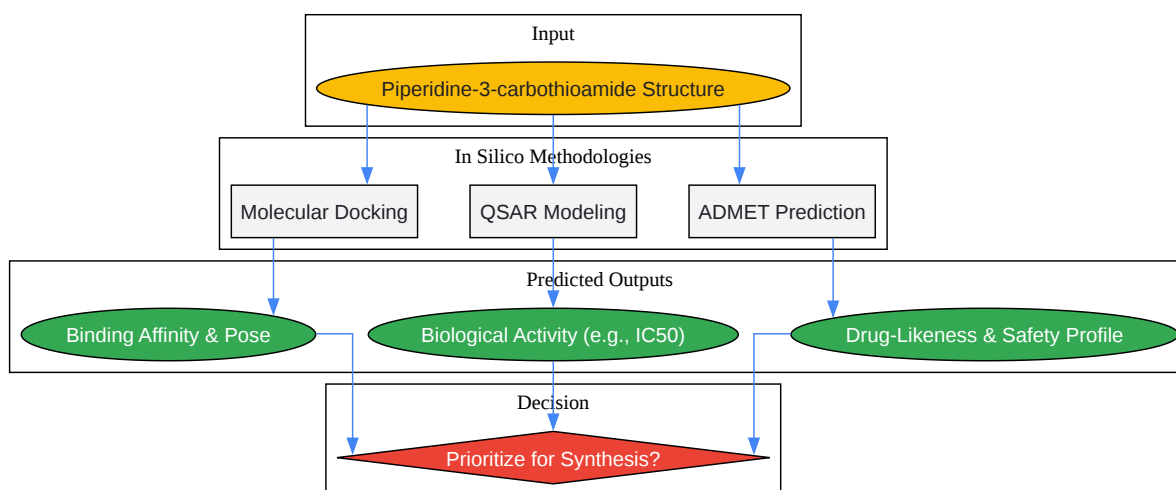 Input
Piperidine-3-carbothioamide Structure
In Silico Methodologies
Molecular Docking
QSAR Modeling
ADMET Prediction
Predicted Outputs
Binding Affinity & Pose
Biological Activity (e.g., IC50)
Drug-Likeness & Safety Profile
Decision
Prioritize for Synthesis?